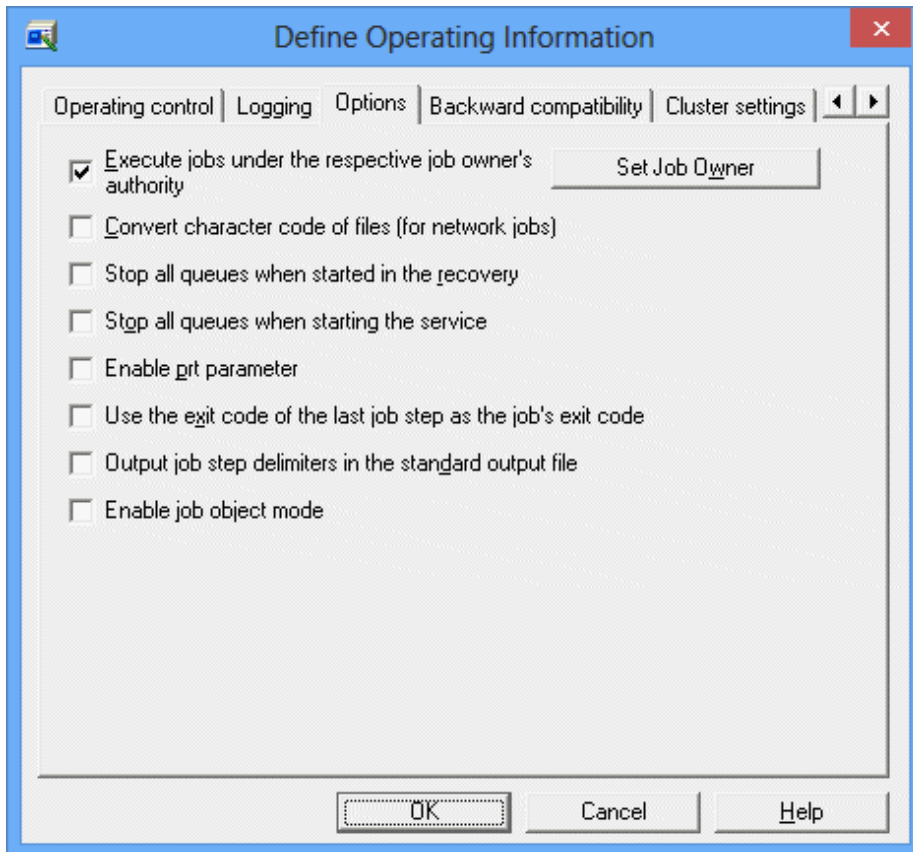 Define Operating Information
Operating control
Logging
Options
Backward compatibility
Cluster settings
Execute jobs under the respective job owner's
authority
Set Job Owner
Convert character code of files (for network jobs)
Stop all queues when started in the recovery
Stop all queues when starting the service
Enable prt parameter
Use the exit code of the last job step as the job's exit code
Output job step delimiters in the standard output file
Enable job object mode
OK
Cancel
Help